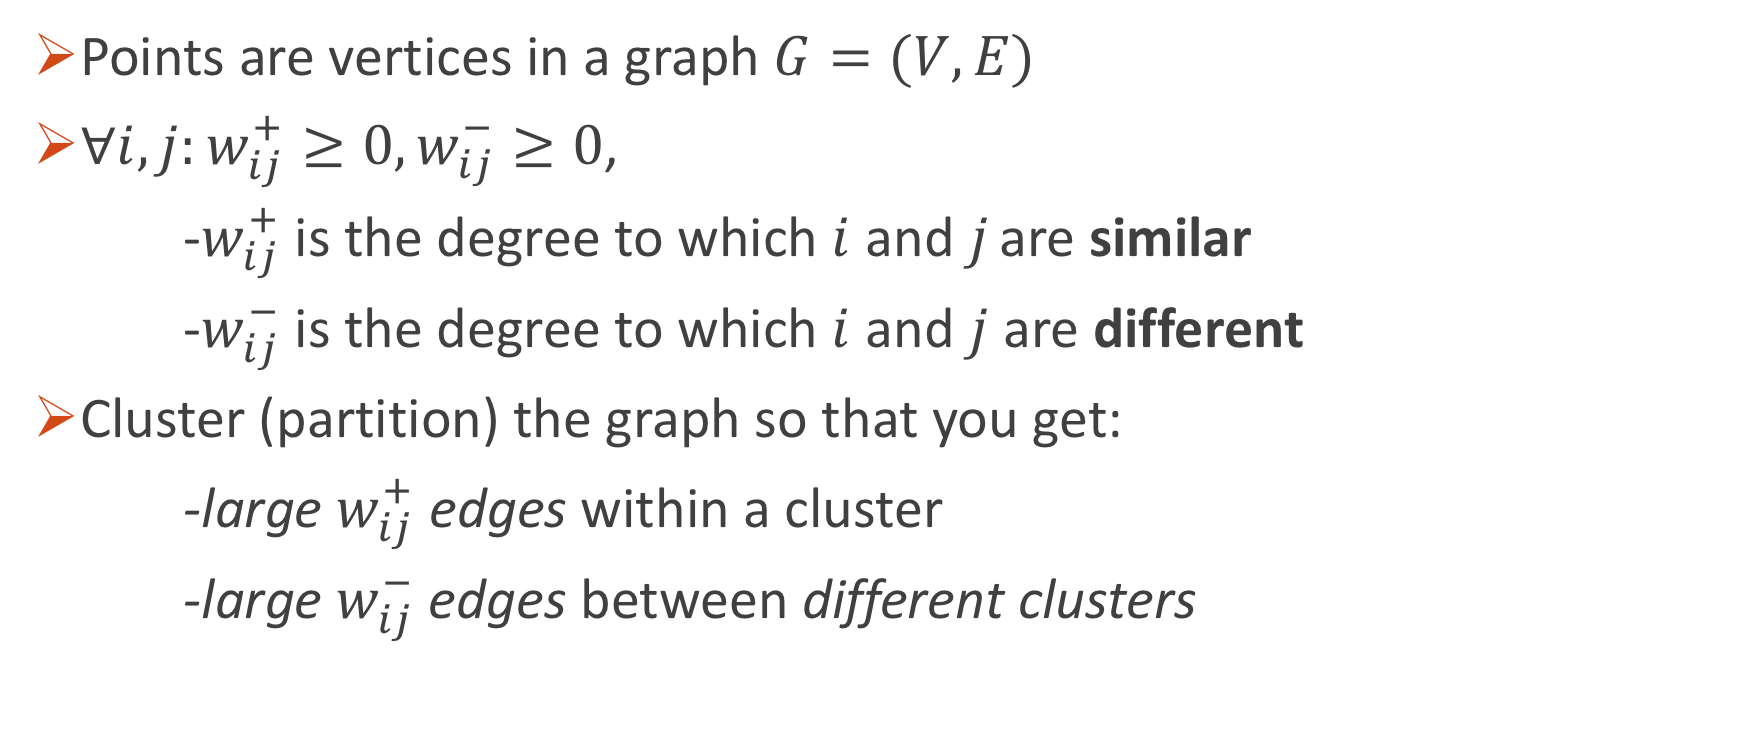 ➢Points are vertices in a graph G = (V, E)
➢∀i, j: w⁺ᵢⱼ ≥ 0, w⁻ᵢⱼ ≥ 0,
-w⁺ᵢⱼ is the degree to which i and j are similar
-w⁻ᵢⱼ is the degree to which i and j are different
➢Cluster (partition) the graph so that you get:
-large w⁺ᵢⱼ edges within a cluster
-large w⁻ᵢⱼ edges between different clusters